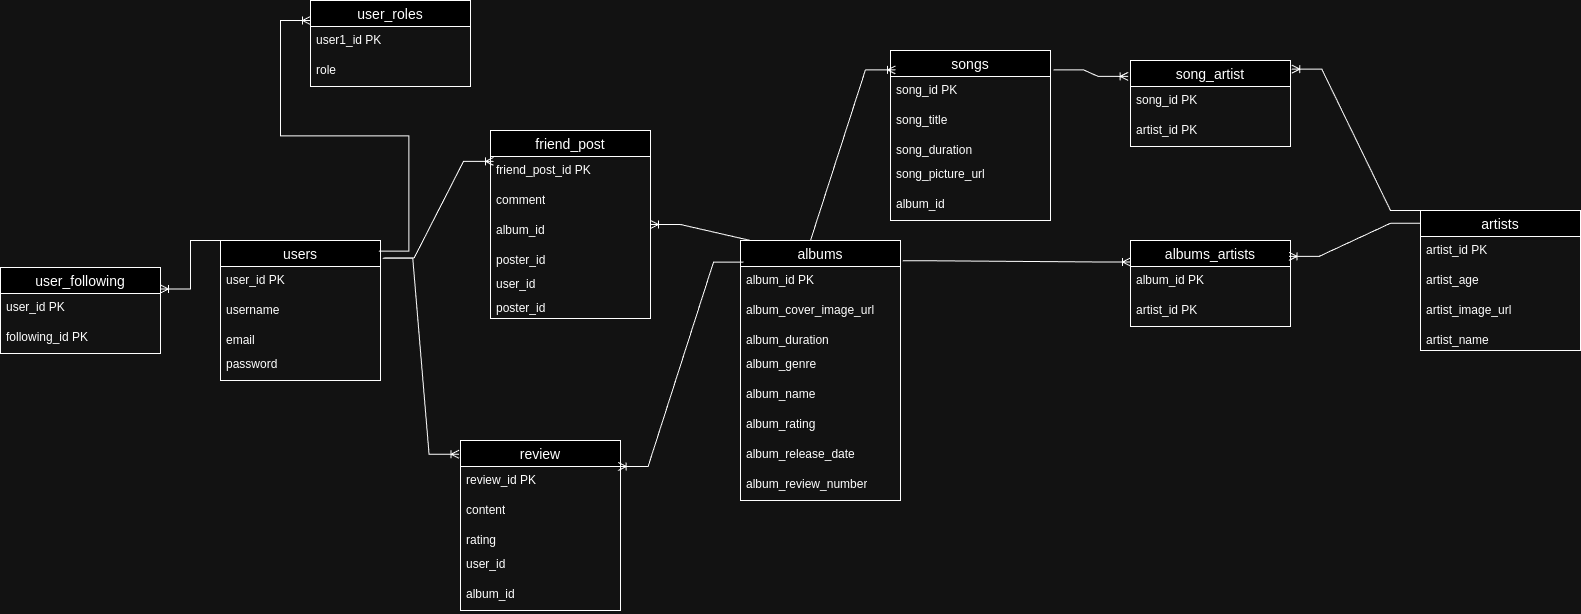 user_roles
user1_id PK
role
user_following
user_id PK
following_id PK
users
user_id PK
username
email
password
friend_post
friend_post_id PK
comment
album_id
poster_id
user_id
poster_id
review
review_id PK
content
rating
user_id
album_id
albums
album_id PK
album_cover_image_url
album_duration
album_genre
album_name
album_rating
album_release_date
album_review_number
songs
song_id PK
song_title
song_duration
song_picture_url
album_id
song_artist
song_id PK
artist_id PK
albums_artists
album_id PK
artist_id PK
artists
artist_id PK
artist_age
artist_image_url
artist_name